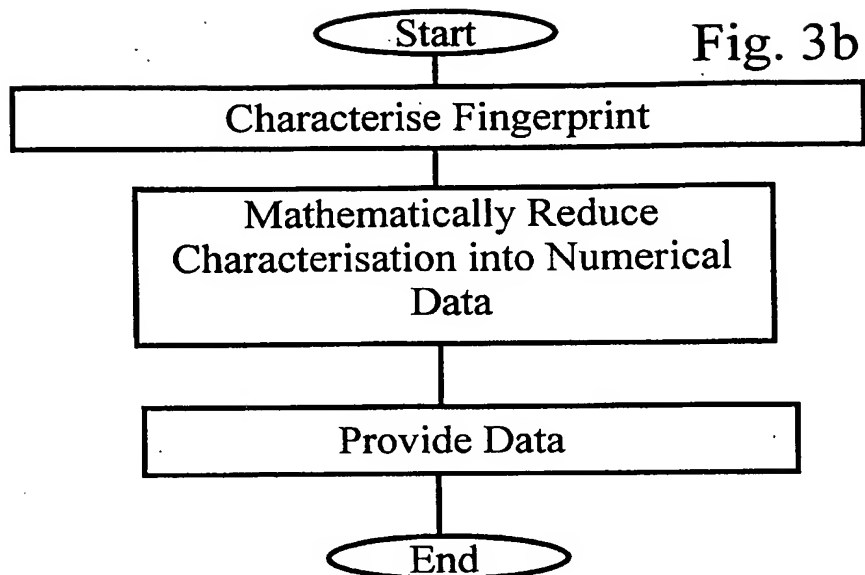 Start
Fig. 3b
Characterise Fingerprint
Mathematically Reduce
Characterisation into Numerical
Data
Provide Data
End